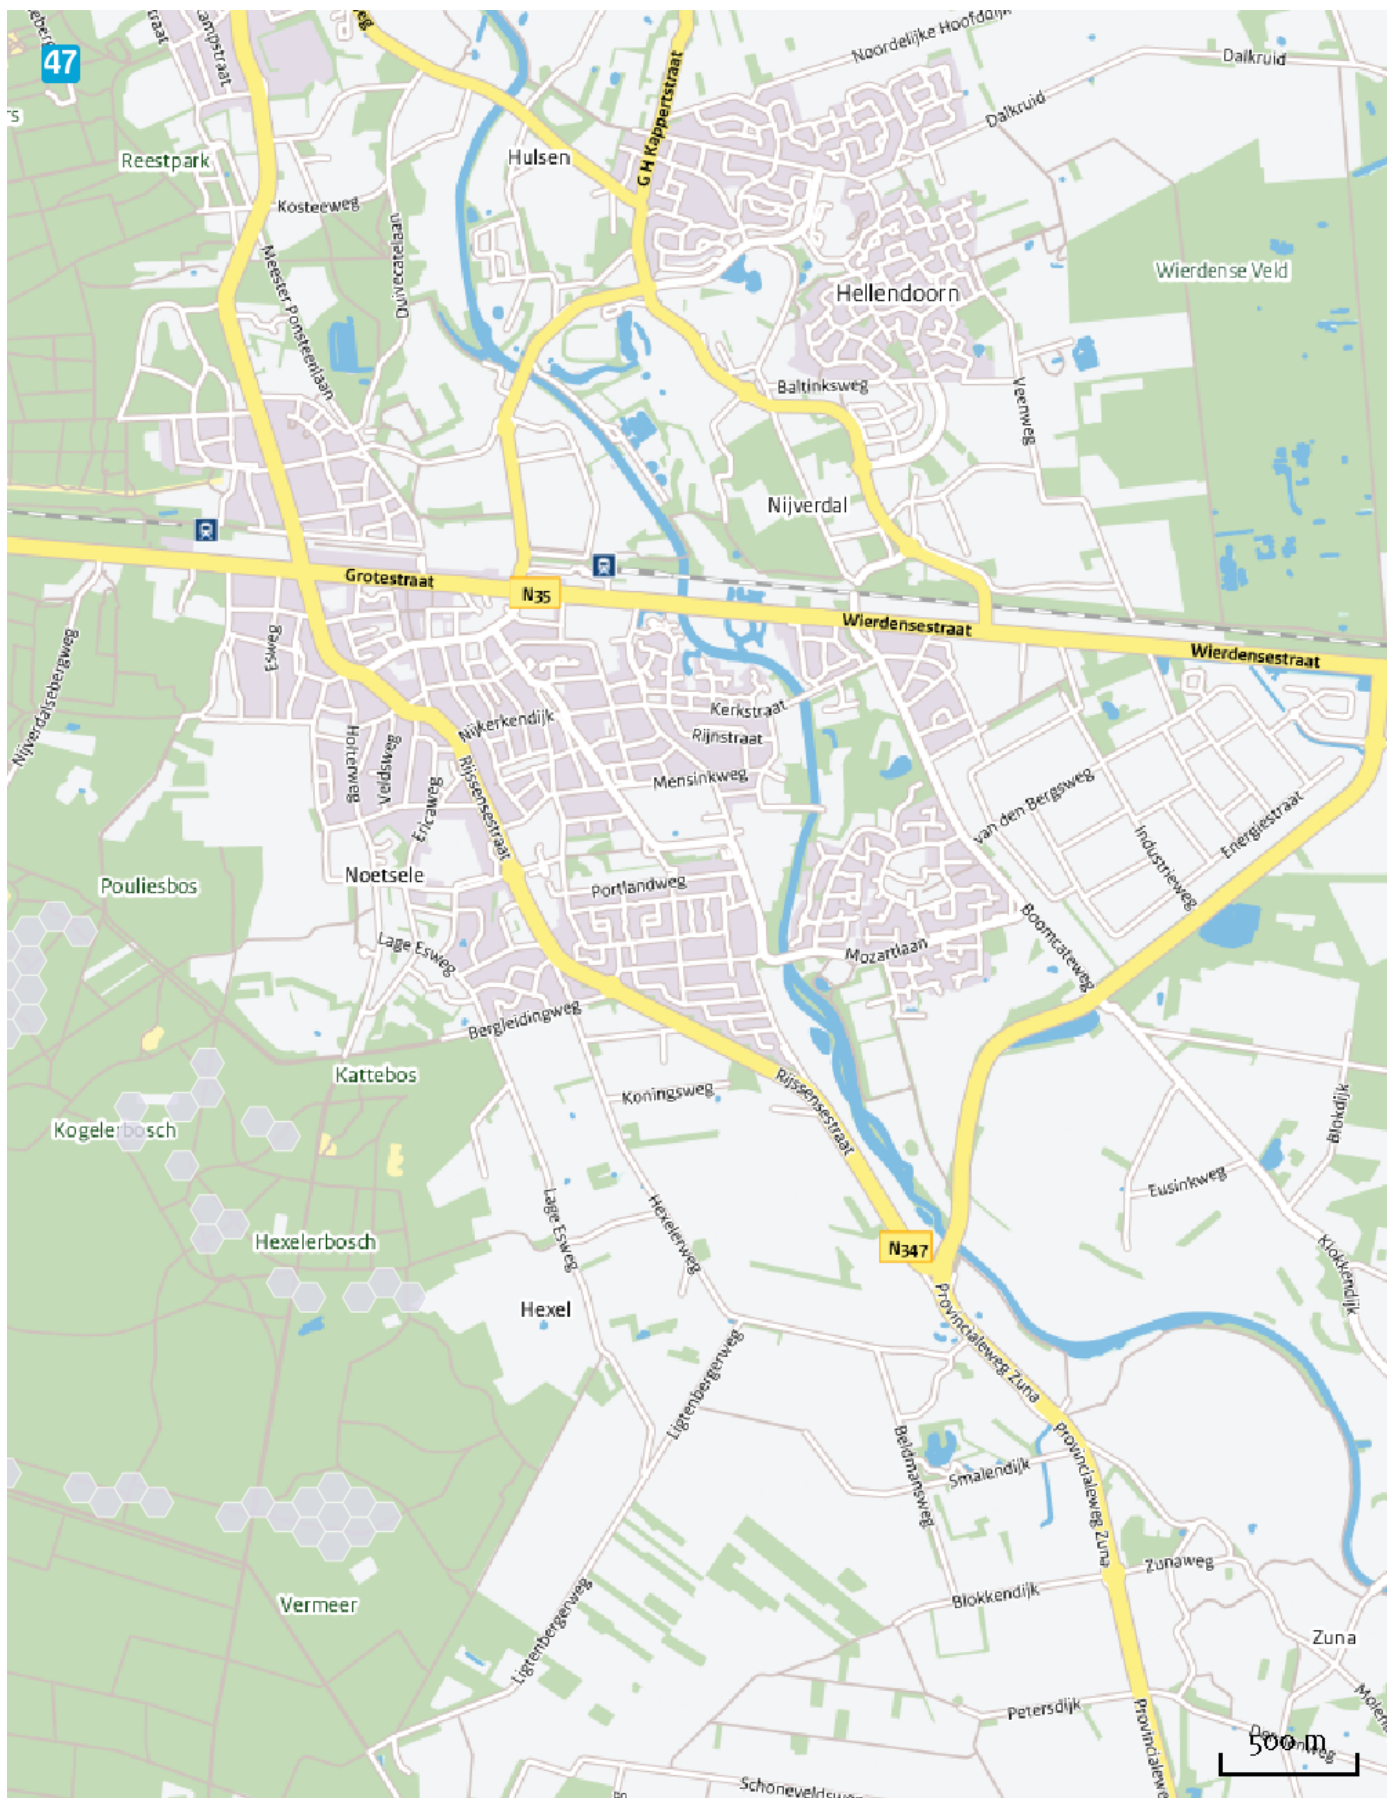 47
Noordelijke Hoofddijk
Dalkruid
Dalkruid
G H Kappertstraat
Hulsen
Reestpark
Kosteeweg
Duivecatelaan
Meester Ponsteenlaan
Wierdense Veld
Hellendoorn
Baltinksweg
Veenweg
Nijverdal
Grotestraat
N35
Wierdensestraat
Wierdensestraat
Esweg
Nijverdalsebergweg
Kerkstraat
Nijkerkendijk
Rijnstraat
Holterweg
Veldsweg
Mensinkweg
Ericaweg
Rijssensestraat
van den Bergsweg
Energiestraat
Industrieweg
Noetsele
Pouliesbos
Portlandweg
Lage Esweg
Mozartlaan
Boomcateweg
Bergleidingweg
Kattebos
Koningsweg
Rijssensestraat
Blokdijk
Kogelerbosch
Eusinkweg
Lage Esweg
Hexelerweg
Hexelerbosch
N347
Klokkendijk
Hexel
Provincialeweg Zuna
Ligtenbergerweg
Beldmansweg
Smalendijk
Provincialeweg Zuna
Zunaweg
Blokkendijk
Vermeer
Ligtenbergerweg
Zuna
Petersdijk
500 m